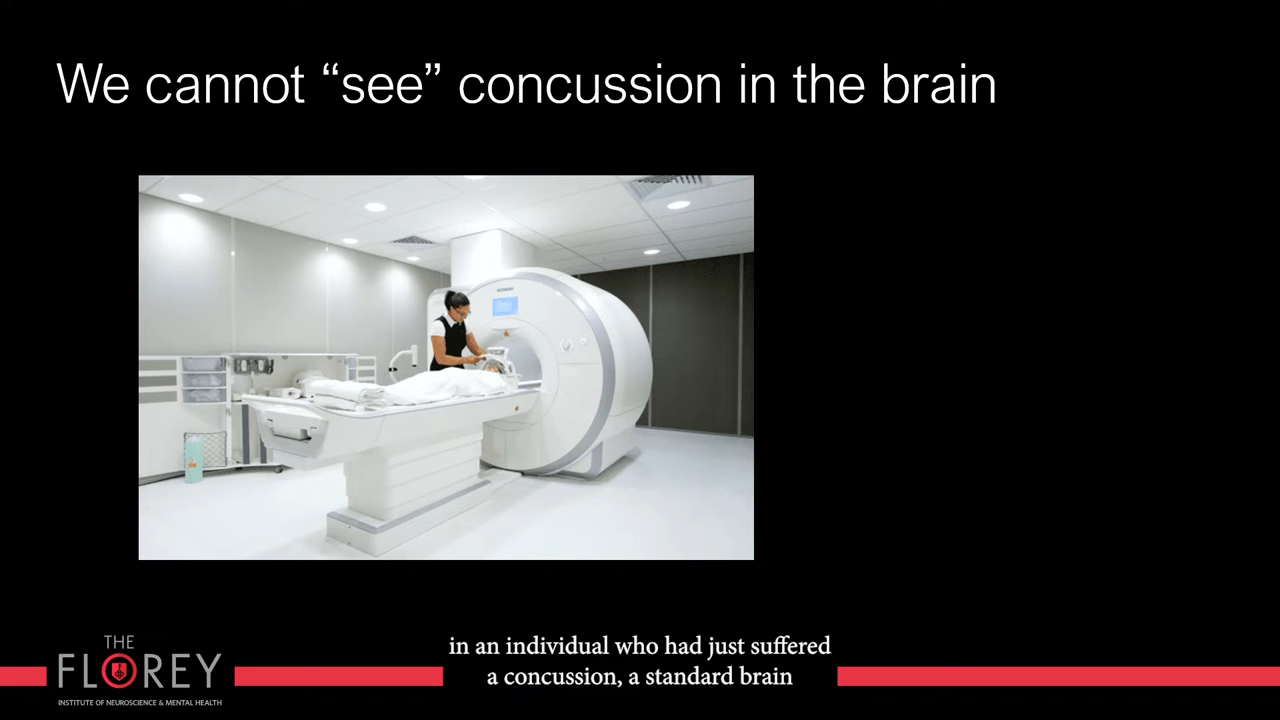 We cannot “see” concussion in the brain
in an individual who had just suffered
a concussion, a standard brain
THE
FLOREY
INSTITUTE OF NEUROSCIENCE & MENTAL HEALTH